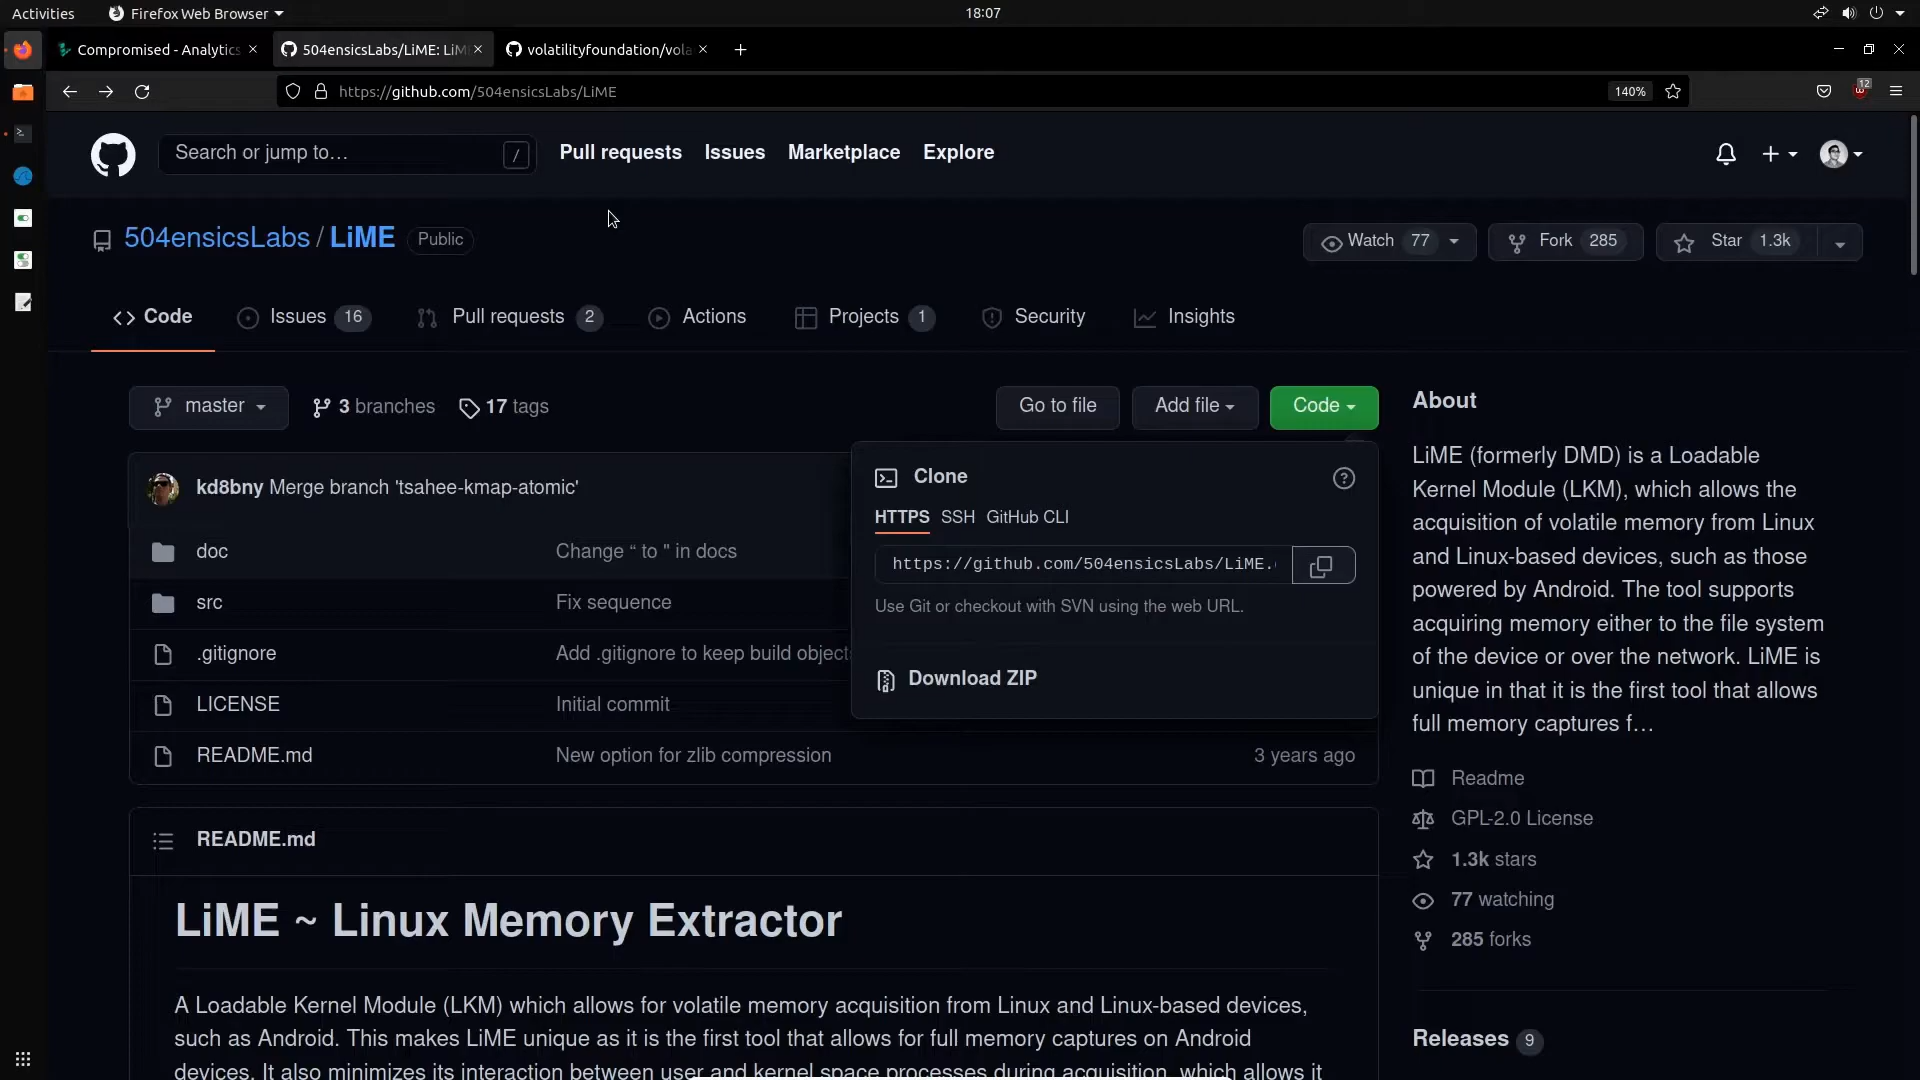 Activities
Firefox Web Browser
18:07
Compromised - Analytics
504ensicsLabs/LiME: LiM
volatilityfoundation/vola
https://github.com/504ensicsLabs/LiME
140%
12
Search or jump to…
/
Pull requests
Issues
Marketplace
Explore
504ensicsLabs / LiME
Public
Watch 77
Fork 285
Star 1.3k
Code
Issues 16
Pull requests 2
Actions
Projects 1
Security
Insights
master
3 branches
17 tags
Go to file
Add file
Code
kd8bny Merge branch 'tsahee-kmap-atomic'
doc
Change “ to " in docs
src
Fix sequence
.gitignore
Add .gitignore to keep build object
LICENSE
Initial commit
README.md
New option for zlib compression
3 years ago
Clone
HTTPS
SSH
GitHub CLI
https://github.com/504ensicsLabs/LiME.
Use Git or checkout with SVN using the web URL.
Download ZIP
About
LiME (formerly DMD) is a Loadable
Kernel Module (LKM), which allows the
acquisition of volatile memory from Linux
and Linux-based devices, such as those
powered by Android. The tool supports
acquiring memory either to the file system
of the device or over the network. LiME is
unique in that it is the first tool that allows
full memory captures f…
Readme
GPL-2.0 License
1.3k stars
77 watching
285 forks
Releases 9
README.md
LiME ~ Linux Memory Extractor
A Loadable Kernel Module (LKM) which allows for volatile memory acquisition from Linux and Linux-based devices,
such as Android. This makes LiME unique as it is the first tool that allows for full memory captures on Android
devices. It also minimizes its interaction between user and kernel space processes during acquisition, which allows it